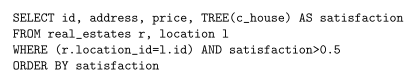 SELECT id, address, price, TREE(c_house) AS satisfaction
FROM real_estates r, location l
WHERE (r.location_id=l.id) AND satisfaction>0.5
ORDER BY satisfaction